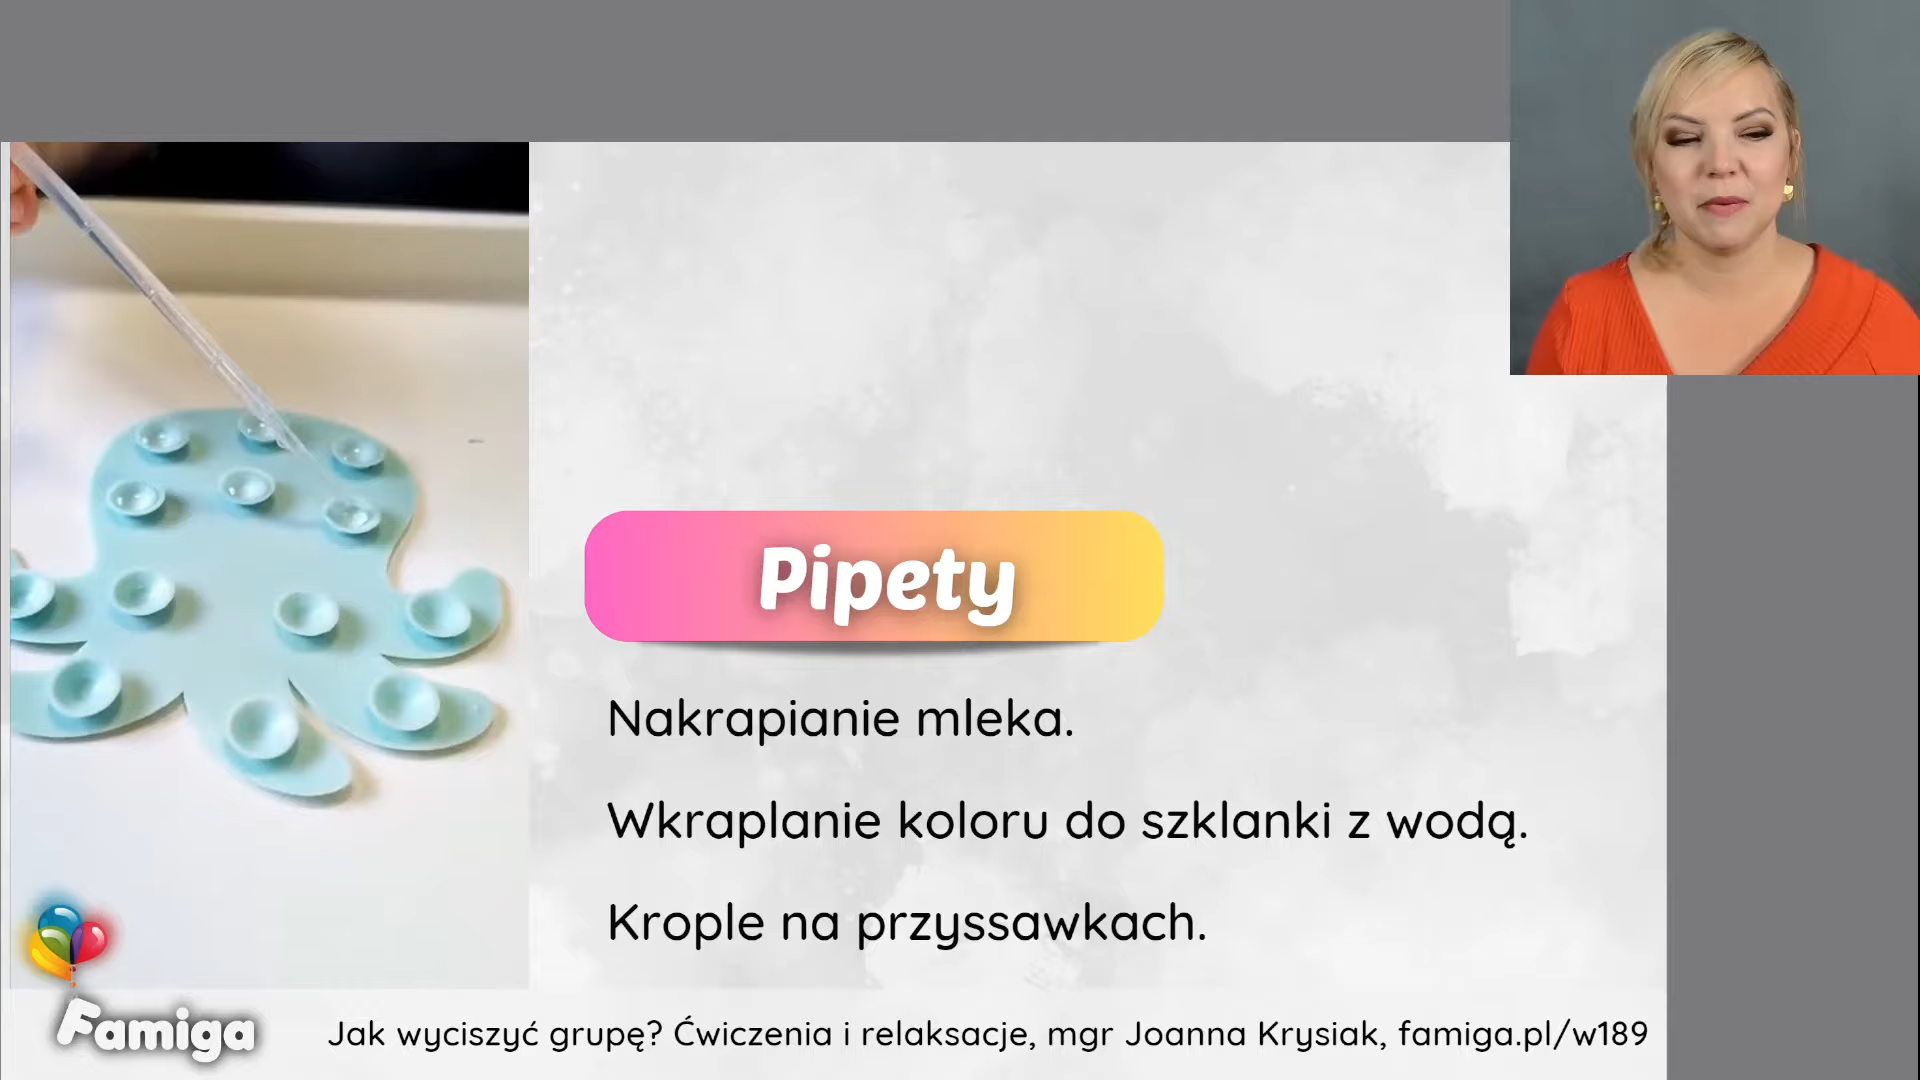 Pipety
Nakrapianie mleka.
Wkraplanie koloru do szklanki z wodą.
Krople na przyssawkach.
Famiga
Jak wyciszyć grupę? Ćwiczenia i relaksacje, mgr Joanna Krysiak, famiga.pl/w189